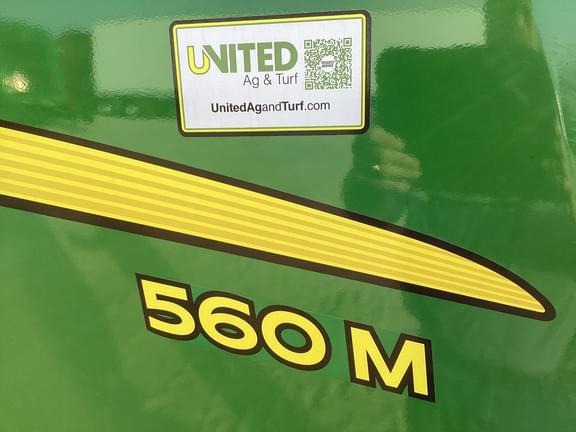 UNITED
Ag & Turf
UnitedAgandTurf.com
560 M